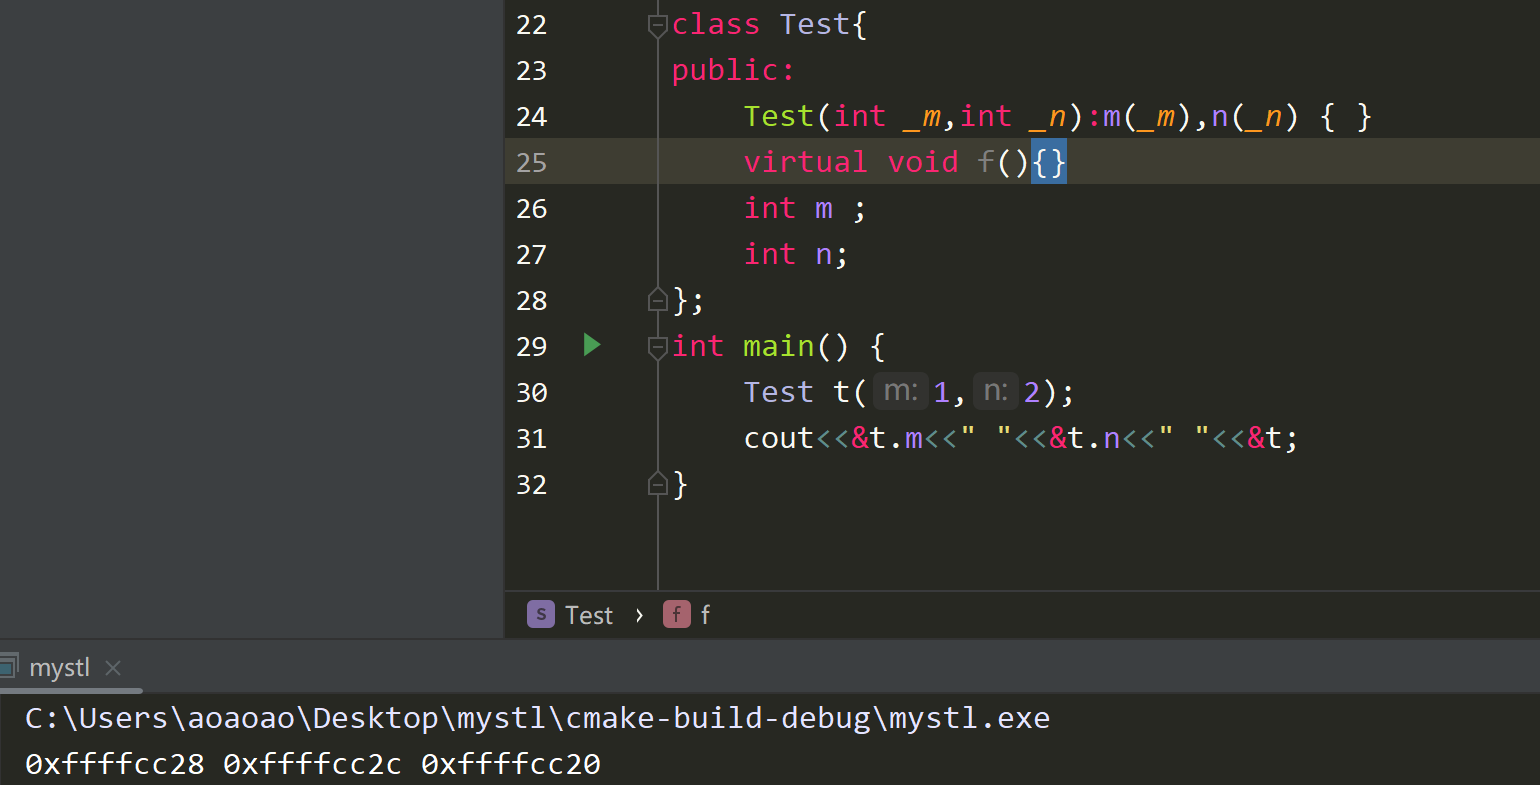 22 class Test{
23 public:
24 Test(int _m,int _n):m(_m),n(_n) { }
25 virtual void f(){}
26 int m ;
27 int n;
28 };
29 int main() {
30 Test t( m: 1, n: 2);
31 cout<<&t.m<<" "<<&t.n<<" "<<&t;
32 }
S Test › f f
mystl ×
C:\Users\aoaoao\Desktop\mystl\cmake-build-debug\mystl.exe
0xffffcc28 0xffffcc2c 0xffffcc20